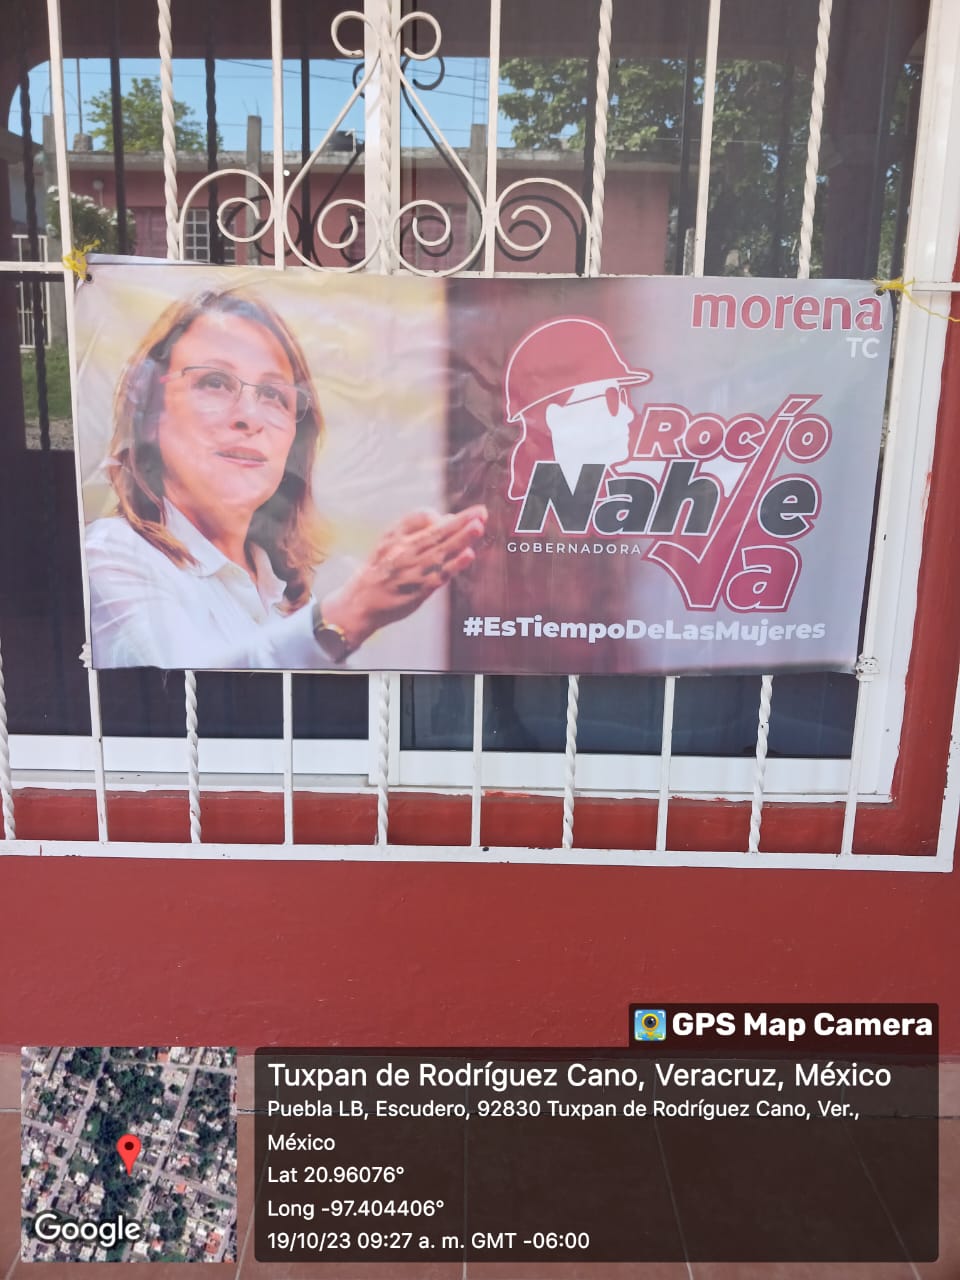 morena
TC
Rocío
Nahle
GOBERNADORA
Va
#EsTiempoDeLasMujeres
GPS Map Camera
Tuxpan de Rodríguez Cano, Veracruz, México
Puebla LB, Escudero, 92830 Tuxpan de Rodríguez Cano, Ver.,
México
Lat 20.96076°
Long -97.404406°
19/10/23 09:27 a. m. GMT -06:00
Google